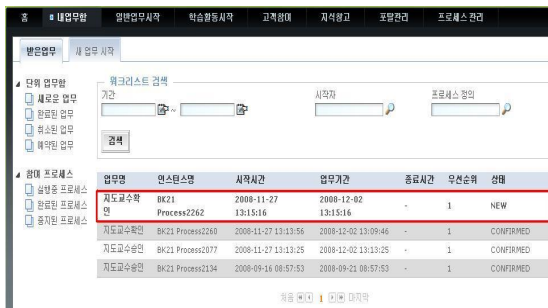 홈 내업무함 일반업무시작 학습활동시작 고객참여 지식창고 포탈관리 프로세스 관리
받은업무 새 업무 시작
단위 업무함
새로운 업무
완료된 업무
취소된 업무
예약된 업무
참여 프로세스
실행중 프로세스
완료된 프로세스
중지된 프로세스
워크리스트 검색
기간 시작자 프로세스 정의
~
검색
업무명 인스턴스명 시작시간 업무기간 종료시간 우선순위 상태
지도교수확인 BK21 Process2262 2008-11-27 13:15:16 2008-12-02 13:15:16 - 1 NEW
지도교수확인 BK21 Process2260 2008-11-27 13:13:56 2008-12-02 13:09:46 - 1 CONFIRMED
지도교수승인 BK21 Process2077 2008-11-27 13:13:25 2008-12-02 13:13:25 - 1 CONFIRMED
지도교수승인 BK21 Process2134 2008-09-16 08:57:53 2008-09-21 08:57:53 - 1 CONFIRMED
처음 1 마지막